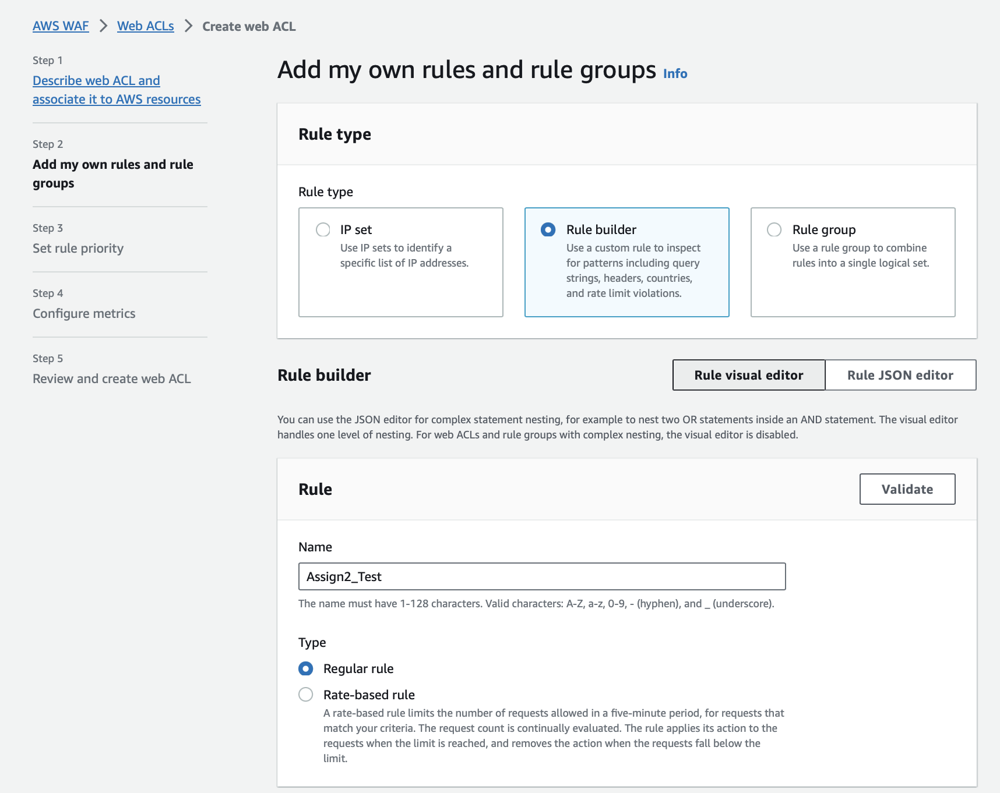 AWS WAF > Web ACLs > Create web ACL
Step 1
Describe web ACL and
associate it to AWS resources
Step 2
Add my own rules and rule
groups
Step 3
Set rule priority
Step 4
Configure metrics
Step 5
Review and create web ACL
Add my own rules and rule groups Info
Rule type
Rule type
IP set
Use IP sets to identify a
specific list of IP addresses.
Rule builder
Use a custom rule to inspect
for patterns including query
strings, headers, countries,
and rate limit violations.
Rule group
Use a rule group to combine
rules into a single logical set.
Rule builder
Rule visual editor
Rule JSON editor
You can use the JSON editor for complex statement nesting, for example to nest two OR statements inside an AND statement. The visual editor
handles one level of nesting. For web ACLs and rule groups with complex nesting, the visual editor is disabled.
Rule
Validate
Name
Assign2_Test
The name must have 1-128 characters. Valid characters: A-Z, a-z, 0-9, - (hyphen), and _ (underscore).
Type
Regular rule
Rate-based rule
A rate-based rule limits the number of requests allowed in a five-minute period, for requests that
match your criteria. The request count is continually evaluated. The rule applies its action to the
requests when the limit is reached, and removes the action when the requests fall below the
limit.